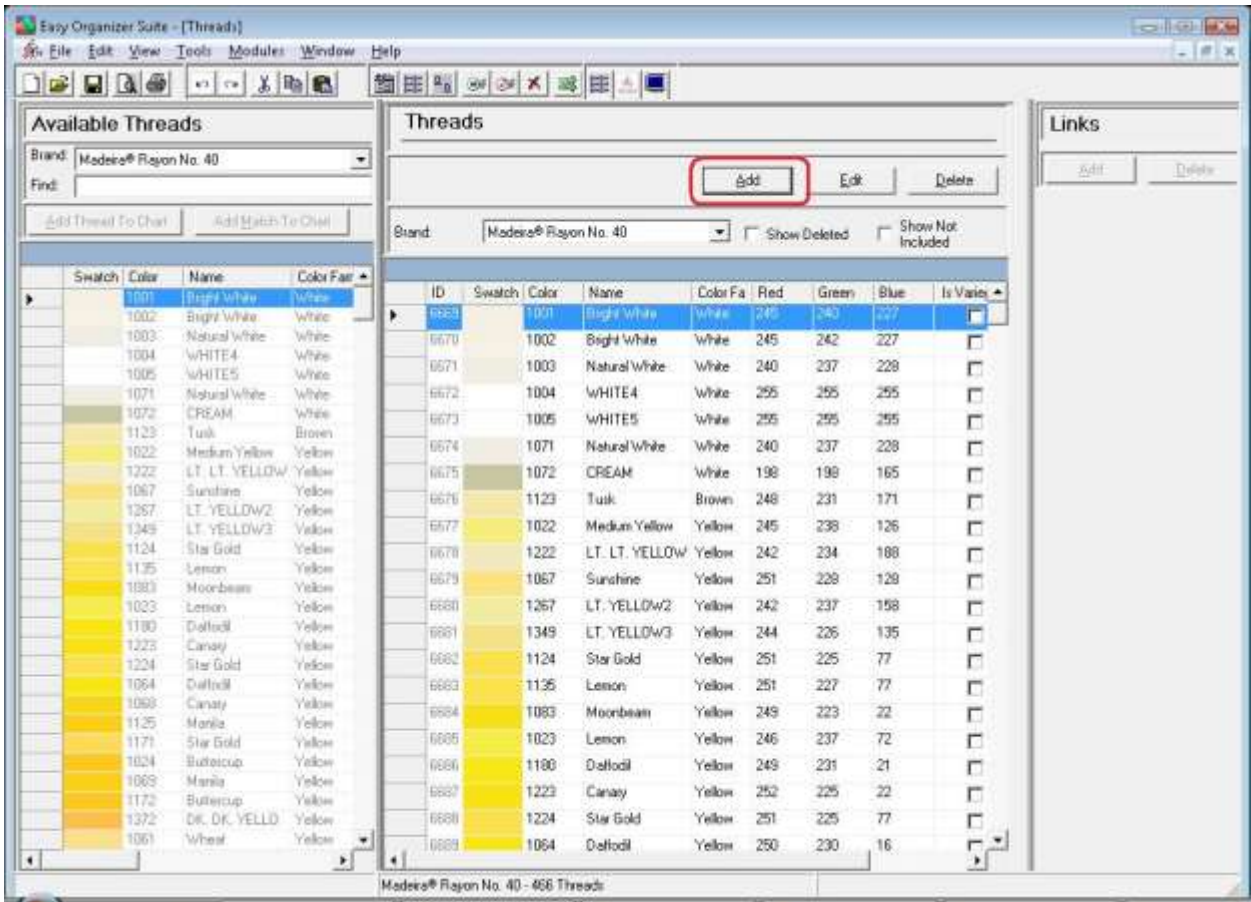 Easy Organizer Suite - [Threads]
File Edit View Tools Modules Window Help
Available Threads
Brand: Madeira® Rayon No. 40
Find:
Add Thread To Chart Add Match To Chart
Swatch Color Name Color Fam
1001 Bright White White
1002 Bright White White
1003 Natural White White
1004 WHITE4 White
1005 WHITE5 White
1071 Natural White White
1072 CREAM White
1123 Tusk Brown
1022 Medium Yellow Yellow
1222 LT. LT. YELLOW Yellow
1067 Sunshine Yellow
1267 LT. YELLOW2 Yellow
1349 LT. YELLOW3 Yellow
1124 Star Gold Yellow
1135 Lemon Yellow
1083 Moonbeam Yellow
1023 Lemon Yellow
1180 Daffodil Yellow
1223 Canary Yellow
1224 Star Gold Yellow
1064 Daffodil Yellow
1068 Canary Yellow
1125 Manila Yellow
1171 Star Gold Yellow
1024 Buttercup Yellow
1069 Manila Yellow
1172 Buttercup Yellow
1372 DK. DK. YELLO Yellow
1061 Wheat Yellow
Threads
Add Edit Delete
Brand: Madeira® Rayon No. 40 Show Deleted Show Not Included
ID Swatch Color Name Color Fa Red Green Blue Is Varieg
6669 1001 Bright White White 245 240 227
6670 1002 Bright White White 245 242 227
6671 1003 Natural White White 240 237 228
6672 1004 WHITE4 White 255 255 255
6673 1005 WHITE5 White 255 255 255
6674 1071 Natural White White 240 237 228
6675 1072 CREAM White 198 198 165
6676 1123 Tusk Brown 248 231 171
6677 1022 Medium Yellow Yellow 245 238 126
6678 1222 LT. LT. YELLOW Yellow 242 234 188
6679 1067 Sunshine Yellow 251 228 128
6680 1267 LT. YELLOW2 Yellow 242 237 158
6681 1349 LT. YELLOW3 Yellow 244 226 135
6682 1124 Star Gold Yellow 251 225 77
6683 1135 Lemon Yellow 251 227 77
6684 1083 Moonbeam Yellow 249 223 22
6685 1023 Lemon Yellow 246 237 72
6686 1180 Daffodil Yellow 249 231 21
6687 1223 Canary Yellow 252 225 22
6688 1224 Star Gold Yellow 251 225 77
6689 1064 Daffodil Yellow 250 230 16
Links
Add Delete
Madeira® Rayon No. 40 - 466 Threads